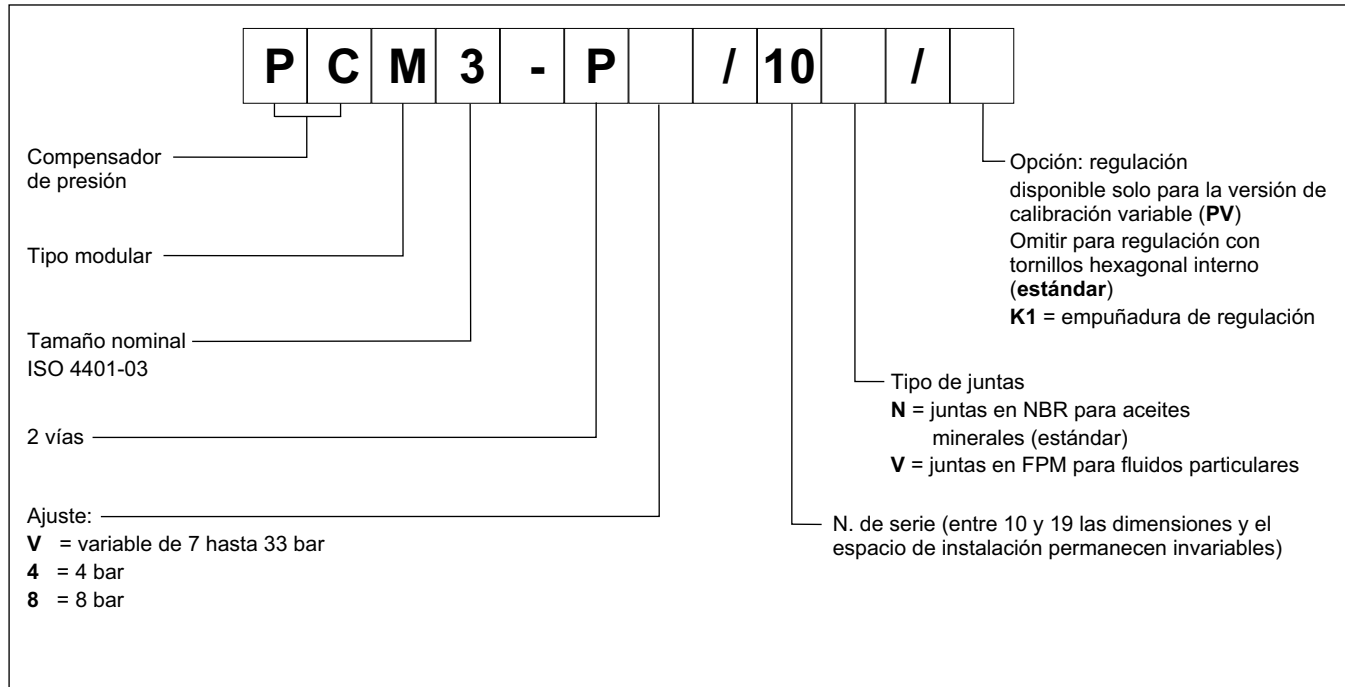 P C M 3 - P / 10 /
Compensador
de presión
Tipo modular
Tamaño nominal
ISO 4401-03
2 vías
Ajuste:
V = variable de 7 hasta 33 bar
4 = 4 bar
8 = 8 bar
Opción: regulación
disponible solo para la versión de
calibración variable (PV)
Omitir para regulación con
tornillos hexagonal interno
(estándar)
K1 = empuñadura de regulación
Tipo de juntas
N = juntas en NBR para aceites
minerales (estándar)
V = juntas en FPM para fluidos particulares
N. de serie (entre 10 y 19 las dimensiones y el
espacio de instalación permanecen invariables)